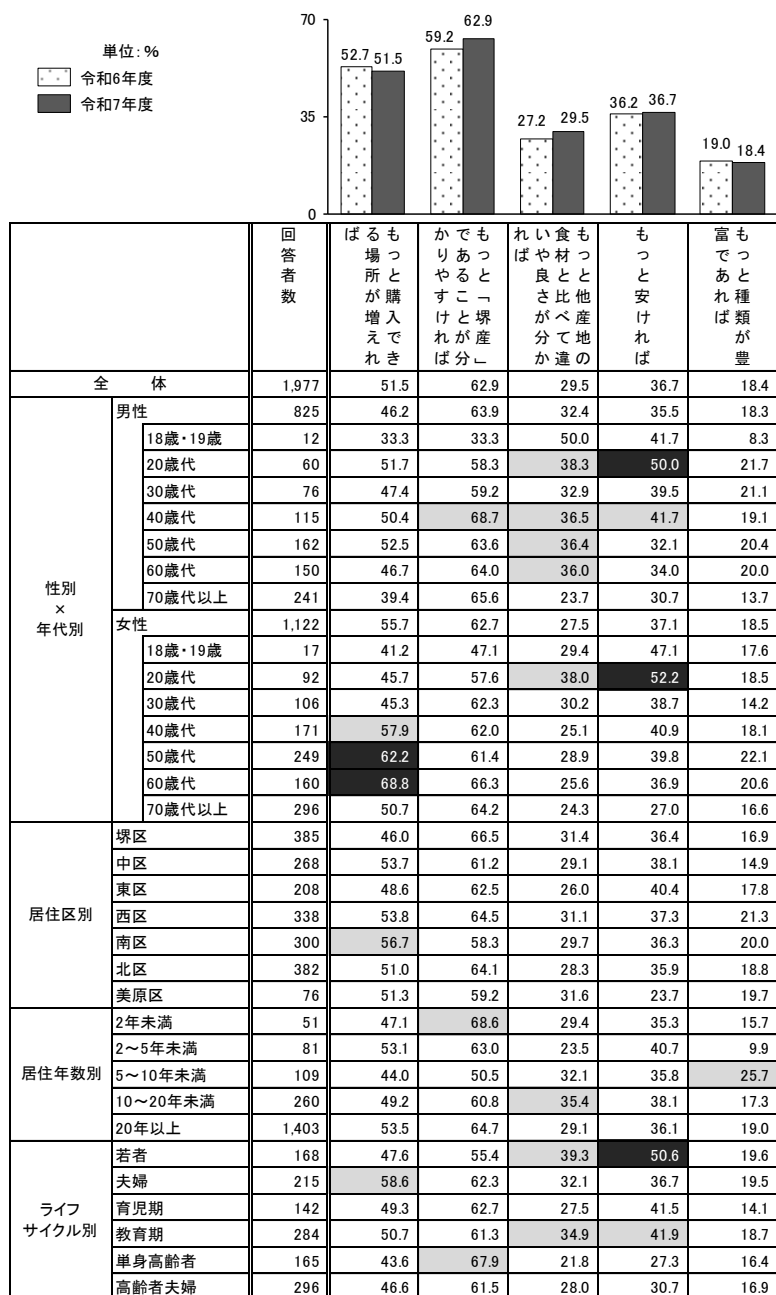 単位:%
令和6年度
令和7年度
70
35
0
52.7 51.5
59.2 62.9
27.2 29.5
36.2 36.7
19.0 18.4
回答者数
もっと購入できる場所が増えれば
もっと「堺産」であることが分かりやすければ
もっと他産地の食材と比べて違いや良さが分かれば
もっと安ければ
もっと種類が豊富であれば
全 体 1,977 51.5 62.9 29.5 36.7 18.4
性別×年代別
男性 825 46.2 63.9 32.4 35.5 18.3
18歳・19歳 12 33.3 33.3 50.0 41.7 8.3
20歳代 60 51.7 58.3 38.3 50.0 21.7
30歳代 76 47.4 59.2 32.9 39.5 21.1
40歳代 115 50.4 68.7 36.5 41.7 19.1
50歳代 162 52.5 63.6 36.4 32.1 20.4
60歳代 150 46.7 64.0 36.0 34.0 20.0
70歳代以上 241 39.4 65.6 23.7 30.7 13.7
女性 1,122 55.7 62.7 27.5 37.1 18.5
18歳・19歳 17 41.2 47.1 29.4 47.1 17.6
20歳代 92 45.7 57.6 38.0 52.2 18.5
30歳代 106 45.3 62.3 30.2 38.7 14.2
40歳代 171 57.9 62.0 25.1 40.9 18.1
50歳代 249 62.2 61.4 28.9 39.8 22.1
60歳代 160 68.8 66.3 25.6 36.9 20.6
70歳代以上 296 50.7 64.2 24.3 27.0 16.6
居住区別
堺区 385 46.0 66.5 31.4 36.4 16.9
中区 268 53.7 61.2 29.1 38.1 14.9
東区 208 48.6 62.5 26.0 40.4 17.8
西区 338 53.8 64.5 31.1 37.3 21.3
南区 300 56.7 58.3 29.7 36.3 20.0
北区 382 51.0 64.1 28.3 35.9 18.8
美原区 76 51.3 59.2 31.6 23.7 19.7
居住年数別
2年未満 51 47.1 68.6 29.4 35.3 15.7
2~5年未満 81 53.1 63.0 23.5 40.7 9.9
5~10年未満 109 44.0 50.5 32.1 35.8 25.7
10~20年未満 260 49.2 60.8 35.4 38.1 17.3
20年以上 1,403 53.5 64.7 29.1 36.1 19.0
ライフサイクル別
若者 168 47.6 55.4 39.3 50.6 19.6
夫婦 215 58.6 62.3 32.1 36.7 19.5
育児期 142 49.3 62.7 27.5 41.5 14.1
教育期 284 50.7 61.3 34.9 41.9 18.7
単身高齢者 165 43.6 67.9 21.8 27.3 16.4
高齢者夫婦 296 46.6 61.5 28.0 30.7 16.9